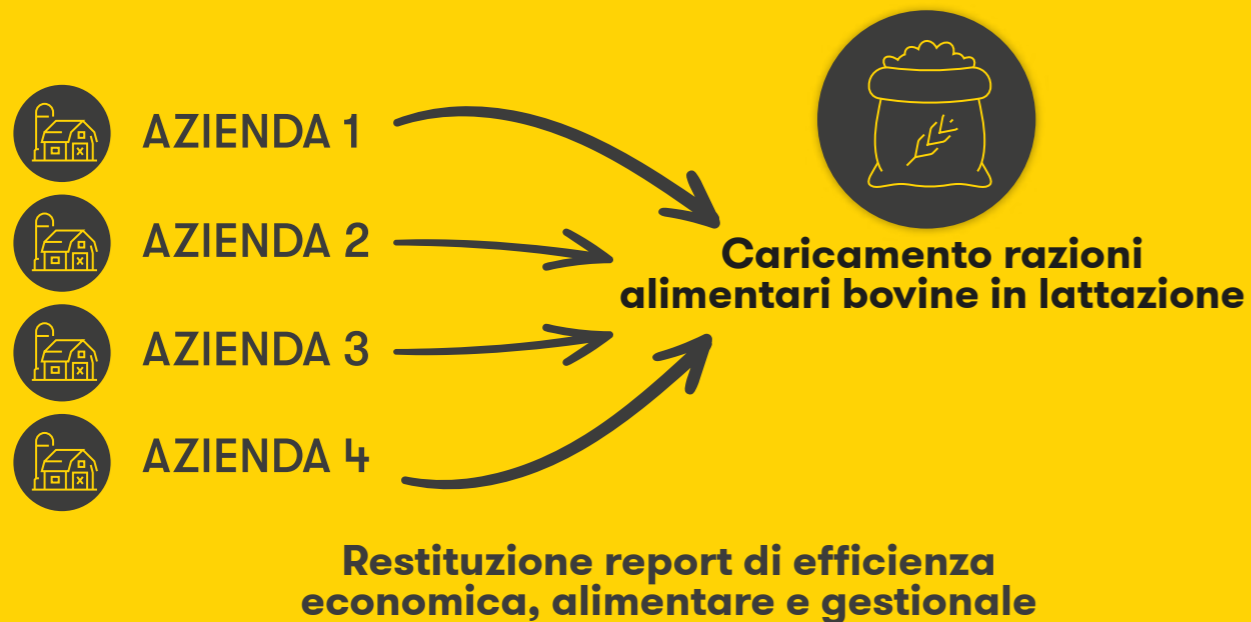 AZIENDA 1
AZIENDA 2
AZIENDA 3
AZIENDA 4
Caricamento razioni
alimentari bovine in lattazione
Restituzione report di efficienza
economica, alimentare e gestionale